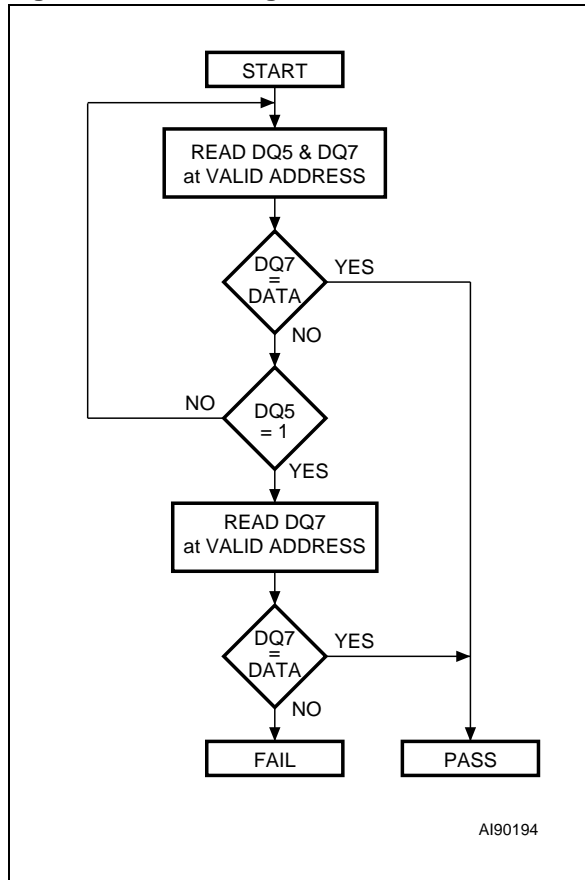 START
READ DQ5 & DQ7
at VALID ADDRESS
DQ7
=
DATA
YES
NO
NO
DQ5
= 1
YES
READ DQ7
at VALID ADDRESS
DQ7
=
DATA
YES
NO
FAIL
PASS
AI90194